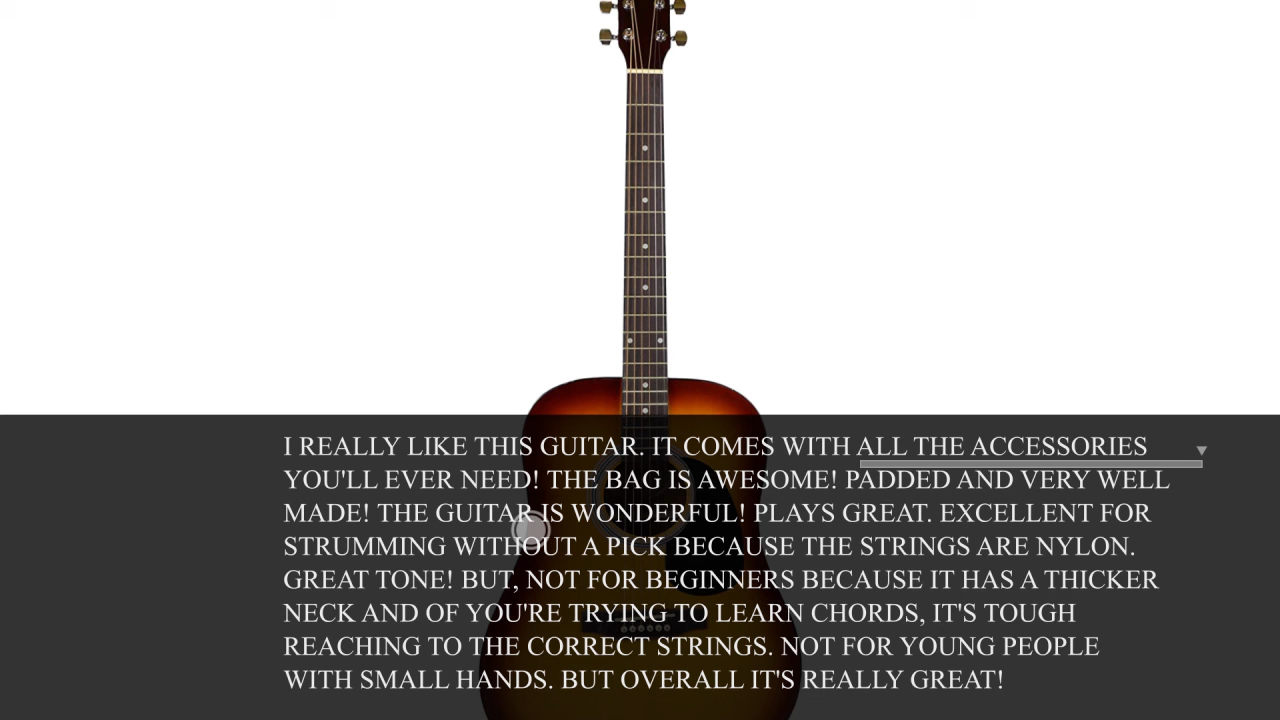 I REALLY LIKE THIS GUITAR. IT COMES WITH ALL THE ACCESSORIES
YOU'LL EVER NEED! THE BAG IS AWESOME! PADDED AND VERY WELL
MADE! THE GUITAR IS WONDERFUL! PLAYS GREAT. EXCELLENT FOR
STRUMMING WITHOUT A PICK BECAUSE THE STRINGS ARE NYLON.
GREAT TONE! BUT, NOT FOR BEGINNERS BECAUSE IT HAS A THICKER
NECK AND OF YOU'RE TRYING TO LEARN CHORDS, IT'S TOUGH
REACHING TO THE CORRECT STRINGS. NOT FOR YOUNG PEOPLE
WITH SMALL HANDS. BUT OVERALL IT'S REALLY GREAT!